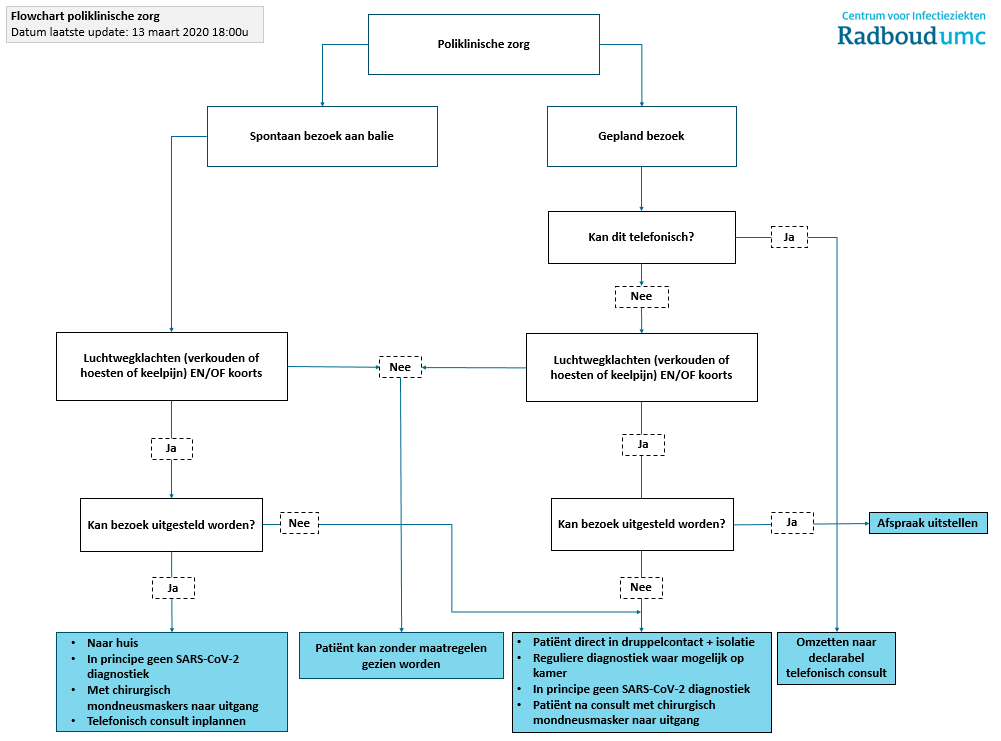 Flowchart poliklinische zorg
Datum laatste update: 13 maart 2020 18:00u
Centrum voor Infectieziekten
Radboudumc
Poliklinische zorg
Spontaan bezoek aan balie
Gepland bezoek
Kan dit telefonisch?
Ja
Nee
Luchtwegklachten (verkouden of
hoesten of keelpijn) EN/OF koorts
Nee
Luchtwegklachten (verkouden of
hoesten of keelpijn) EN/OF koorts
Ja
Ja
Kan bezoek uitgesteld worden?
Nee
Kan bezoek uitgesteld worden?
Ja
Afspraak uitstellen
Ja
Nee
• Naar huis
• In principe geen SARS-CoV-2
diagnostiek
• Met chirurgisch
mondneusmaskers naar uitgang
• Telefonisch consult inplannen
Patiënt kan zonder maatregelen
gezien worden
• Patiënt direct in druppelcontact + isolatie
• Reguliere diagnostiek waar mogelijk op
kamer
• In principe geen SARS-CoV-2 diagnostiek
• Patiënt na consult met chirurgisch
mondneusmasker naar uitgang
Omzetten naar
declarabel
telefonisch consult